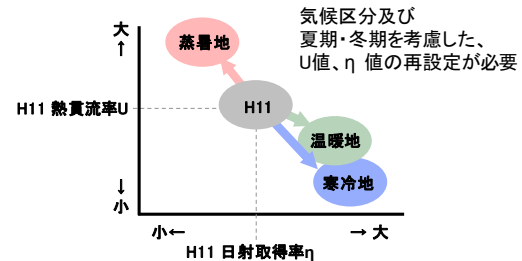 気候区分及び
夏期・冬期を考慮した、
U値、η 値の再設定が必要
大
↑
蒸暑地
H11
H11 熱貫流率U
温暖地
寒冷地
↓
小
小←
→ 大
H11 日射取得率η